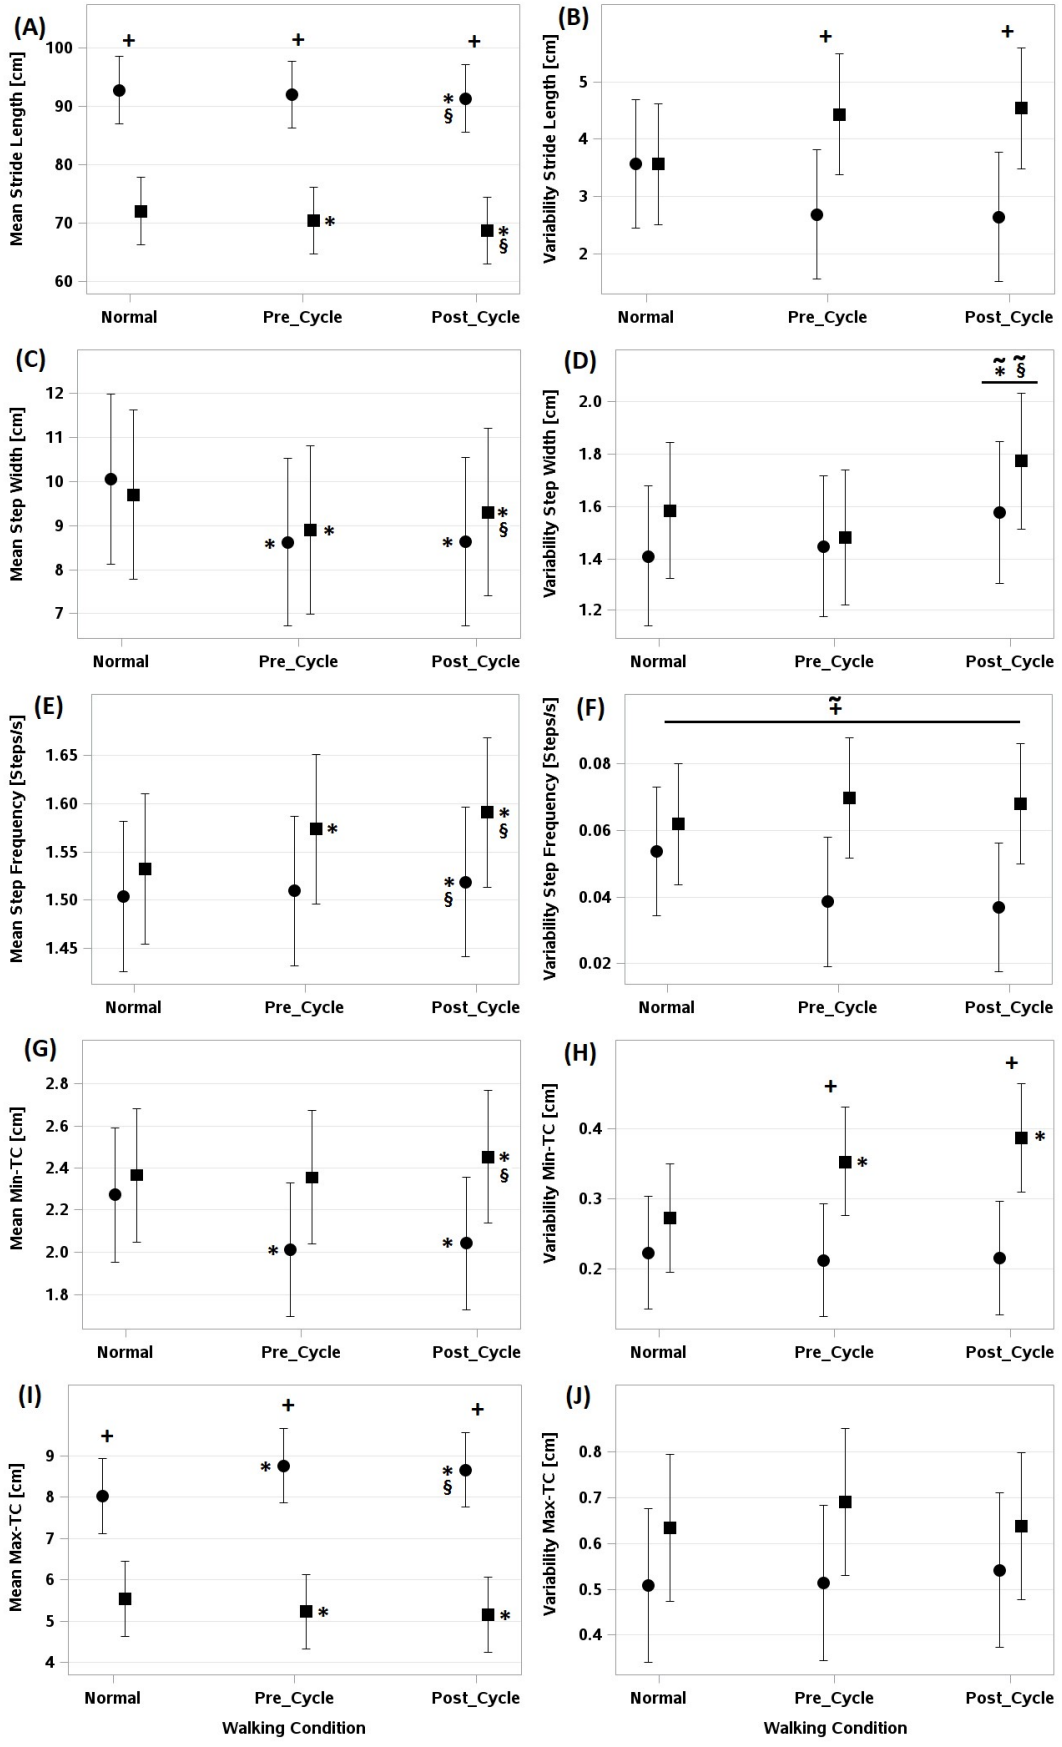 (A)
Mean Stride Length [cm]
100
90
80
70
60
+ + +
*
§
*
*
§
Normal Pre_Cycle Post_Cycle
(B)
Variability Stride Length [cm]
5
4
3
2
+ +
Normal Pre_Cycle Post_Cycle
(C)
Mean Step Width [cm]
12
11
10
9
8
7
* * * *
§
Normal Pre_Cycle Post_Cycle
(D)
Variability Step Width [cm]
2.0
1.8
1.6
1.4
1.2
~ ~
* §
Normal Pre_Cycle Post_Cycle
(E)
Mean Step Frequency [Steps/s]
1.65
1.60
1.55
1.50
1.45
*
*
§
*
§
Normal Pre_Cycle Post_Cycle
(F)
Variability Step Frequency [Steps/s]
0.08
0.06
0.04
0.02
~
+
Normal Pre_Cycle Post_Cycle
(G)
Mean Min-TC [cm]
2.8
2.6
2.4
2.2
2.0
1.8
*
§
* *
Normal Pre_Cycle Post_Cycle
(H)
Variability Min-TC [cm]
0.4
0.3
0.2
+ +
* *
Normal Pre_Cycle Post_Cycle
(I)
Mean Max-TC [cm]
9
8
7
6
5
4
+ + +
* *
§
* *
Normal Pre_Cycle Post_Cycle
Walking Condition
(J)
Variability Max-TC [cm]
0.8
0.7
0.6
0.5
0.4
Normal Pre_Cycle Post_Cycle
Walking Condition